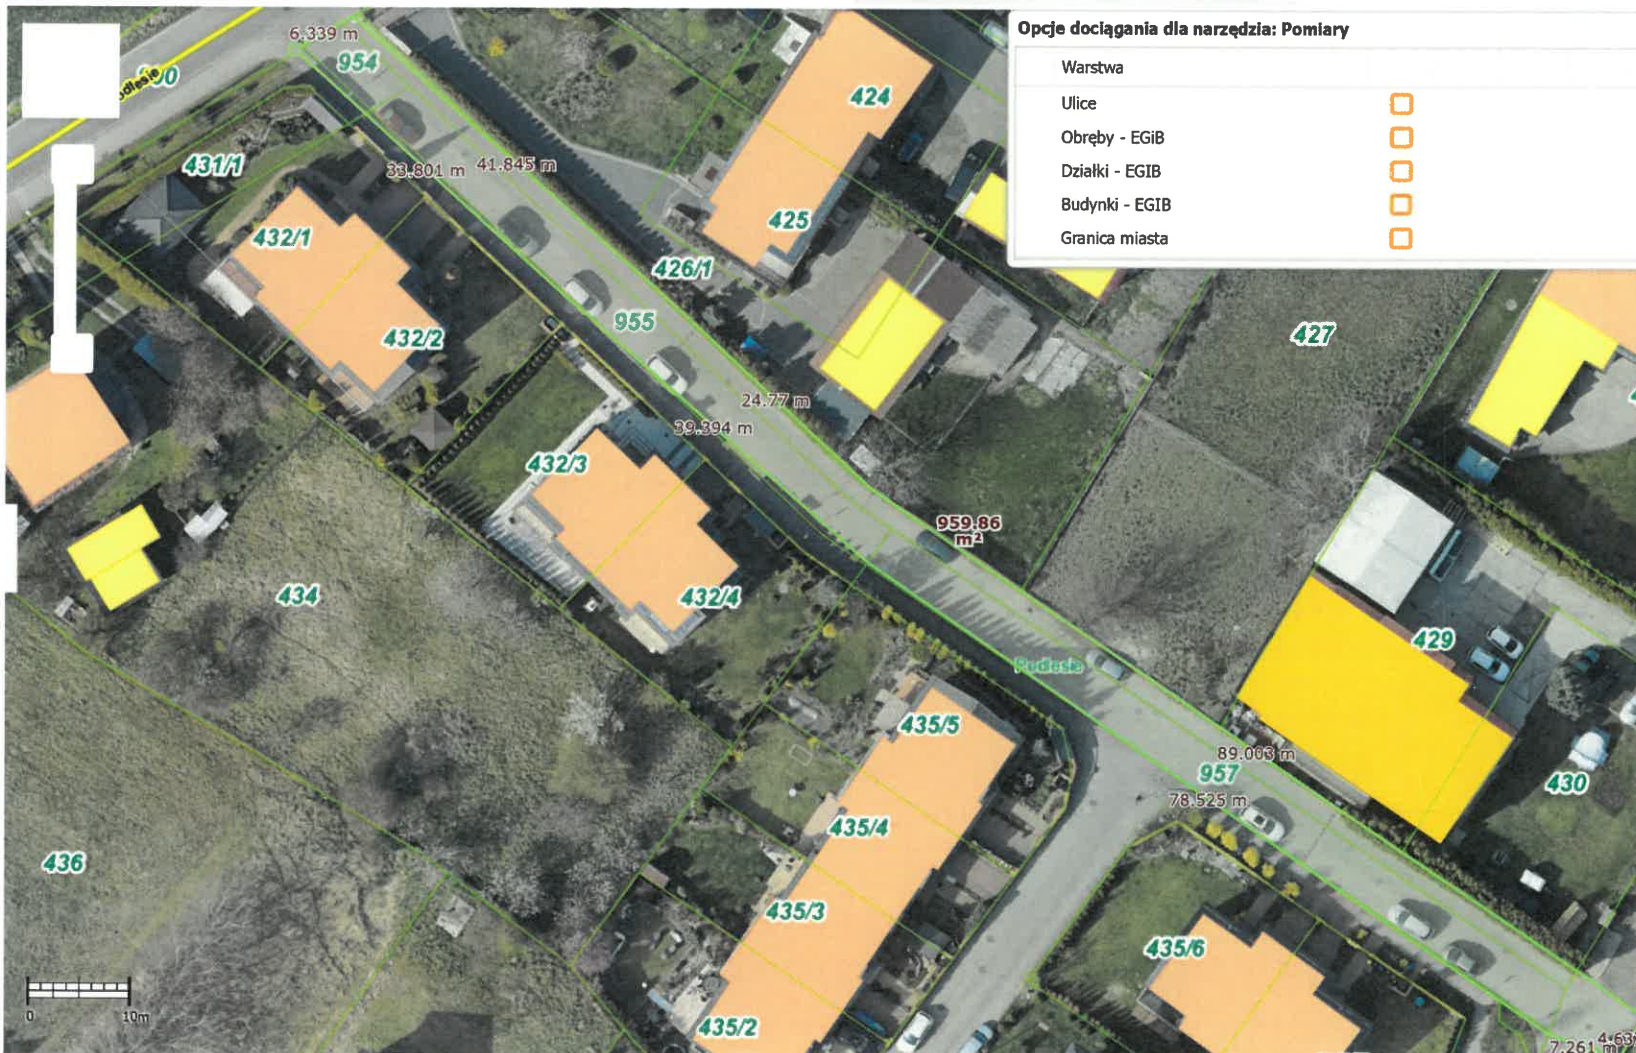 Opcje dociągania dla narzędzia: Pomiary
Warstwa
Ulice
Obręby - EGiB
Działki - EGIB
Budynki - EGIB
Granica miasta
6.339 m
954
424
431/1
33.801 m
41.845 m
425
432/1
426/1
955
432/2
427
24.77 m
39.394 m
432/3
959.86
m²
434
432/4
429
Podlesie
435/5
89.003 m
957
78.525 m
430
435/4
436
435/3
435/6
0 10m
435/2
7.261 m